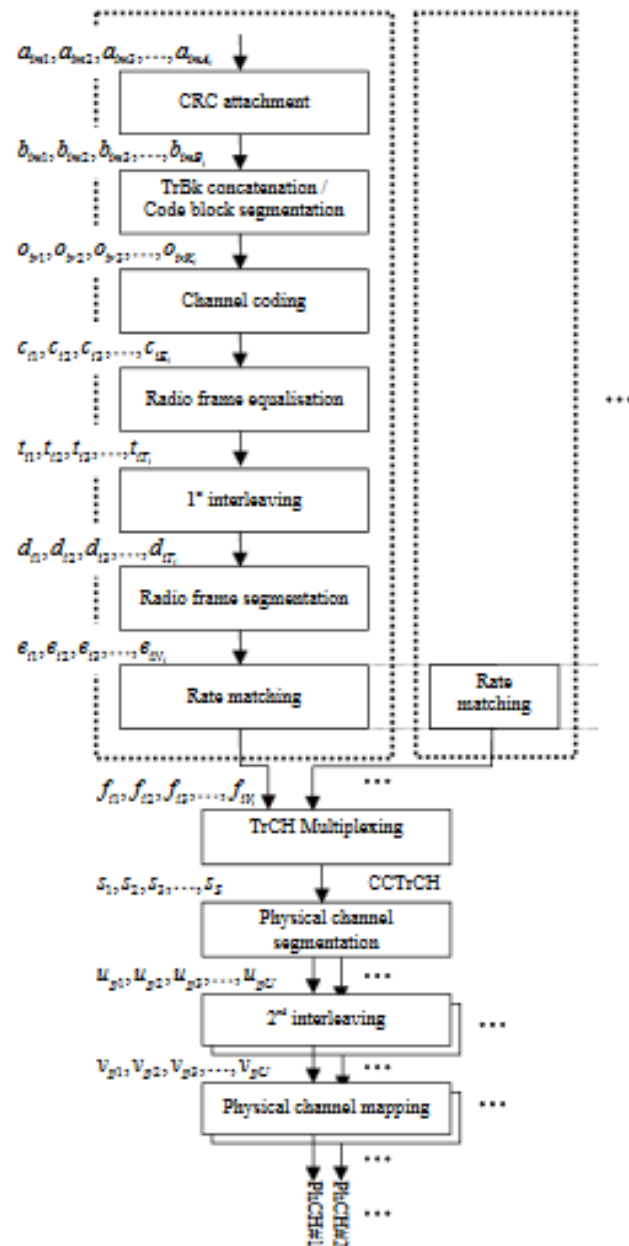 a_{im1}, a_{im2}, a_{im3}, ..., a_{imA_i}
CRC attachment
b_{im1}, b_{im2}, b_{im3}, ..., b_{imB_i}
TrBk concatenation /
Code block segmentation
o_{ir1}, o_{ir2}, o_{ir3}, ..., o_{irK_i}
Channel coding
c_{i1}, c_{i2}, c_{i3}, ..., c_{iE_i}
Radio frame equalisation
...
t_{i1}, t_{i2}, t_{i3}, ..., t_{iT_i}
1st interleaving
d_{i1}, d_{i2}, d_{i3}, ..., d_{iT_i}
Radio frame segmentation
e_{i1}, e_{i2}, e_{i3}, ..., e_{iN_i}
Rate matching
Rate
matching
...
f_{i1}, f_{i2}, f_{i3}, ..., f_{iV_i}
TrCH Multiplexing
s_1, s_2, s_3, ..., s_S
CCTrCH
Physical channel
segmentation
u_{p1}, u_{p2}, u_{p3}, ..., u_{pU}
...
2nd interleaving
...
v_{p1}, v_{p2}, v_{p3}, ..., v_{pU}
...
Physical channel mapping
...
...
PhCH#1
PhCH#2
...